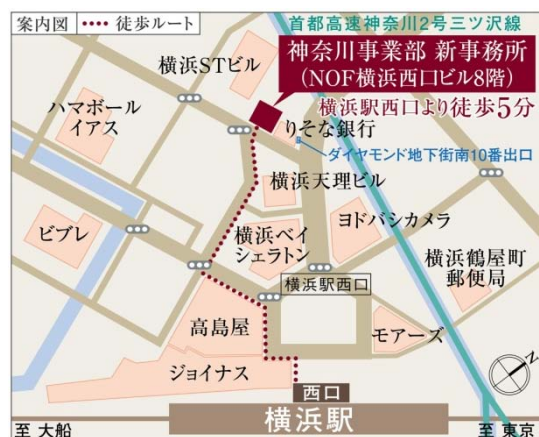 案内図 徒歩ルート
首都高速神奈川2号三ツ沢線
神奈川事業部 新事務所
(NOF横浜西口ビル8階)
横浜駅西口より徒歩5分
横浜STビル
ハマボール
イアス
りそな銀行
ダイヤモンド地下街南10番出口
横浜天理ビル
ビブレ
横浜ベイ
シェラトン
ヨドバシカメラ
横浜鶴屋町
郵便局
横浜駅西口
高島屋
モアーズ
ジョイナス
N
西口
横浜駅
至 大船
至 東京